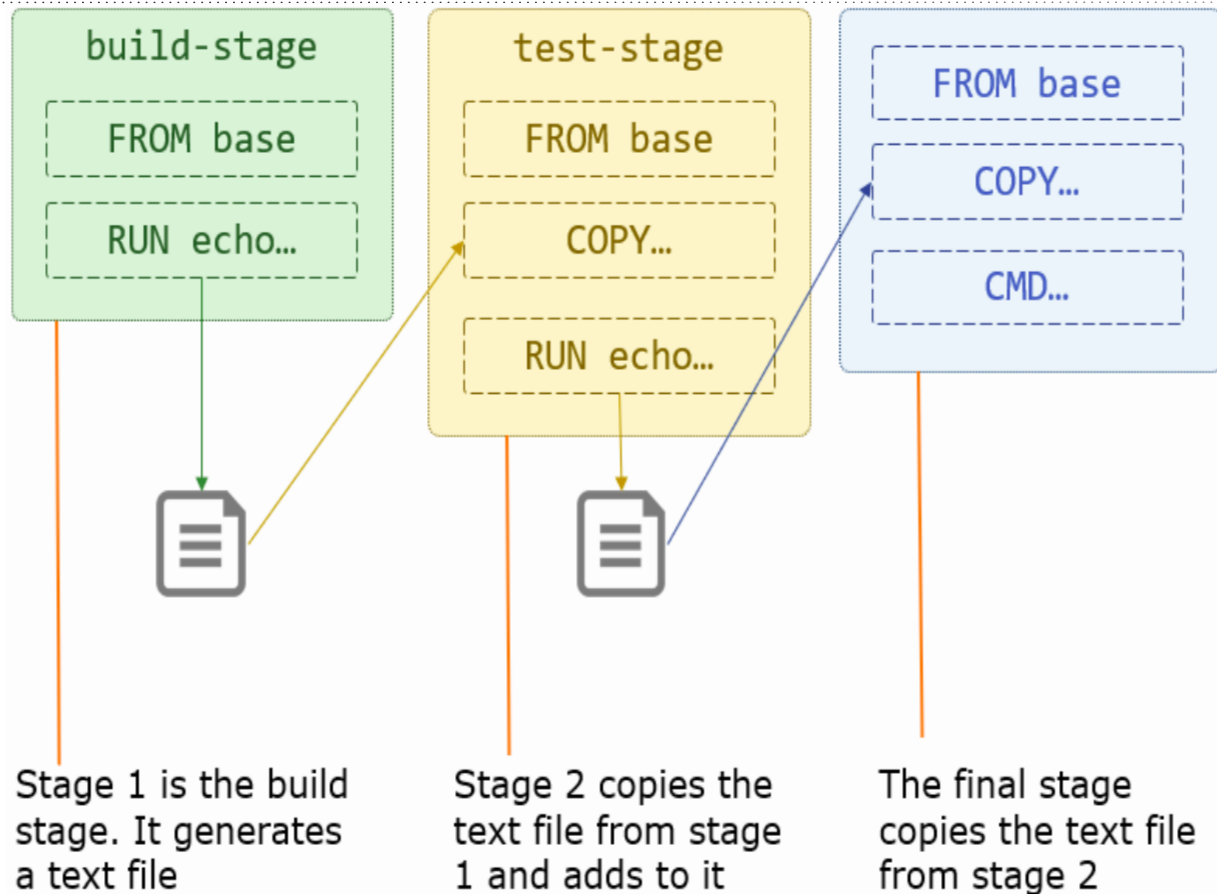 build-stage
FROM base
RUN echo…
test-stage
FROM base
COPY…
RUN echo…
FROM base
COPY…
CMD…
Stage 1 is the build
stage. It generates
a text file
Stage 2 copies the
text file from stage
1 and adds to it
The final stage
copies the text file
from stage 2